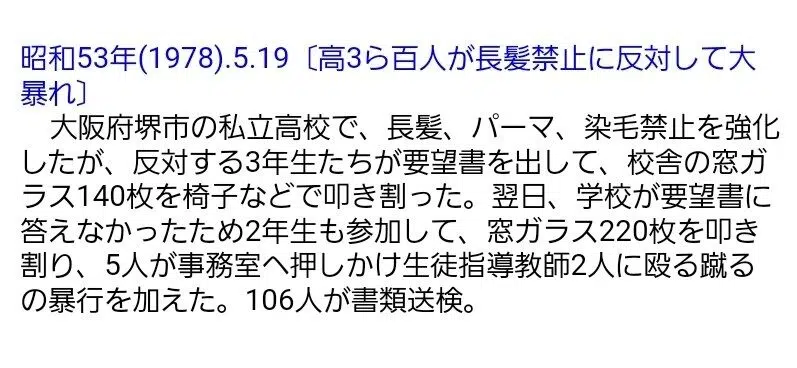 昭和53年(1978).5.19〔高3ら百人が長髪禁止に反対して大
暴れ〕
　大阪府堺市の私立高校で、長髪、パーマ、染毛禁止を強化
したが、反対する3年生たちが要望書を出して、校舎の窓ガ
ラス140枚を椅子などで叩き割った。翌日、学校が要望書に
答えなかったため2年生も参加して、窓ガラス220枚を叩き
割り、5人が事務室へ押しかけ生徒指導教師2人に殴る蹴る
の暴行を加えた。106人が書類送検。